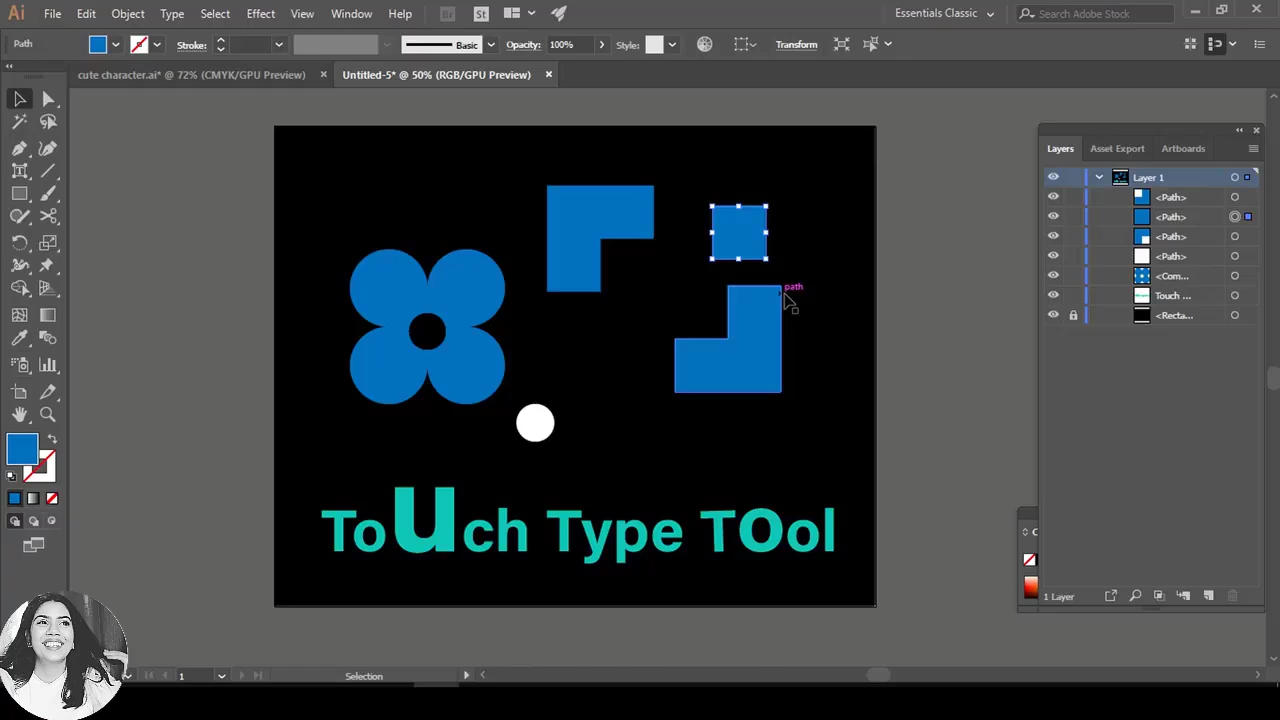 Ai File Edit Object Type Select Effect View Window Help Br St Essentials Classic Search Adobe Stock
Path Stroke: Basic Opacity: 100% Style: Transform
cute character.ai* @ 72% (CMYK/GPU Preview) Untitled-5* @ 50% (RGB/GPU Preview)
Layers Asset Export Artboards
Layer 1
<Path>
<Path>
<Path>
<Path>
<Com...
Touch ...
<Recta...
path
ToUch Type TOol
1 Layer
1 Selection